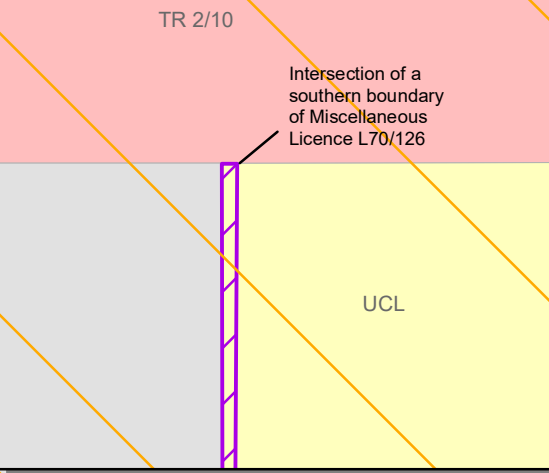 TR 2/10
Intersection of a
southern boundary
of Miscellaneous
Licence L70/126
UCL